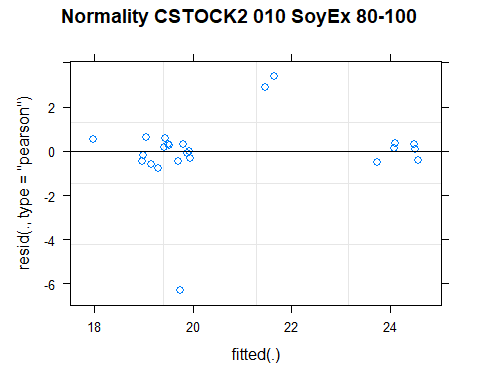 Normality CSTOCK2 010 SoyEx 80-100
resid(., type = "pearson")
2
0
-2
-4
-6
18 20 22 24
fitted(.)